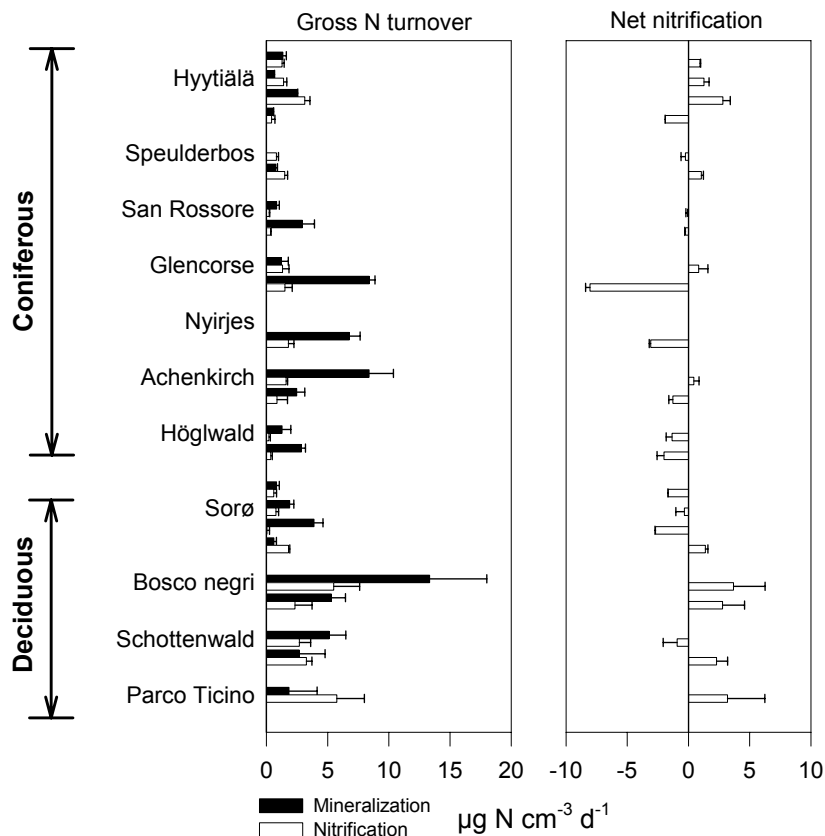 Gross N turnover
Net nitrification
Coniferous
Deciduous
Hyytiälä
Speulderbos
San Rossore
Glencorse
Nyirjes
Achenkirch
Höglwald
Sorø
Bosco negri
Schottenwald
Parco Ticino
0 5 10 15 20
-10 -5 0 5 10
Mineralization
Nitrification
µg N cm⁻³ d⁻¹